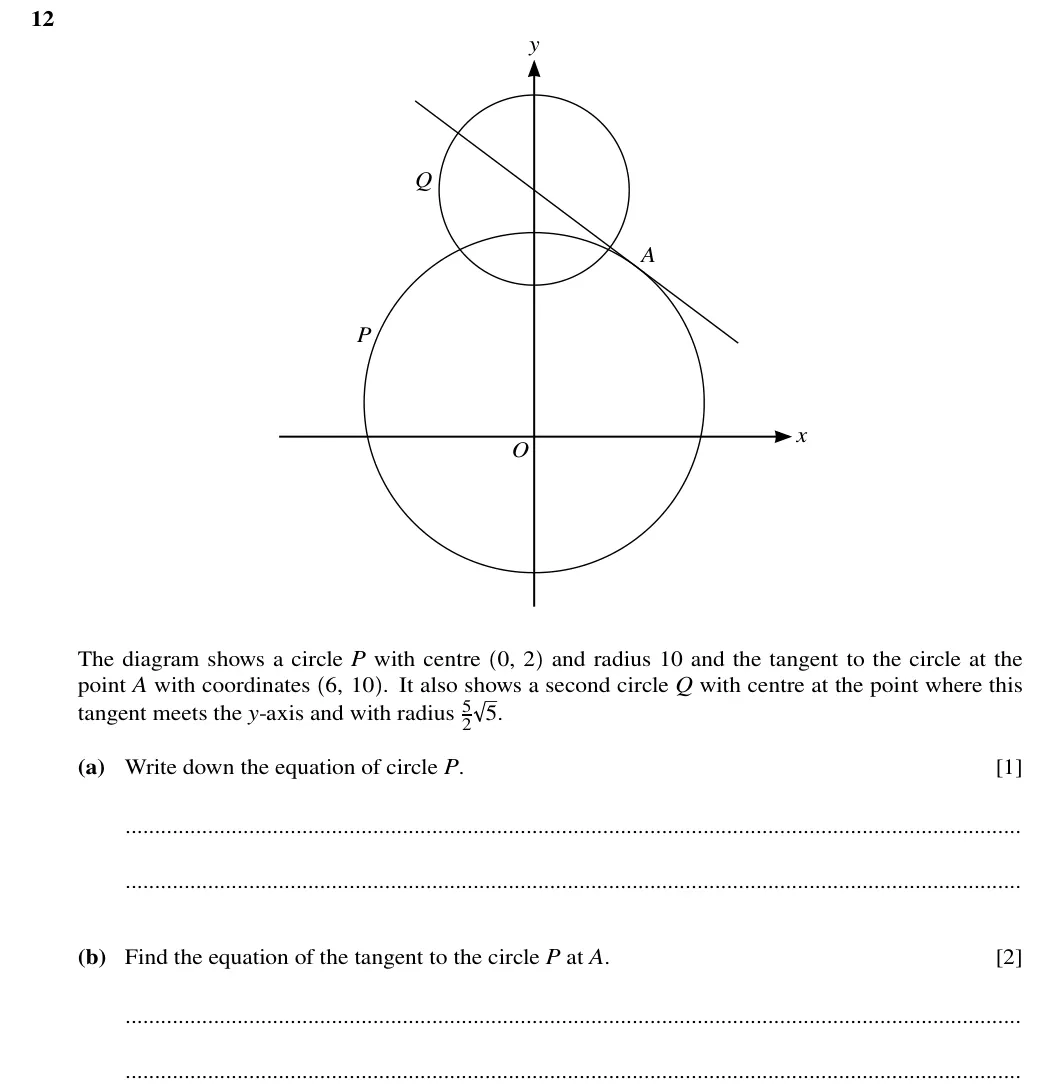 12
y
Q
A
P
O
x
The diagram shows a circle P with centre (0, 2) and radius 10 and the tangent to the circle at the
point A with coordinates (6, 10). It also shows a second circle Q with centre at the point where this
tangent meets the y-axis and with radius 5/2√5.
(a) Write down the equation of circle P. [1]
(b) Find the equation of the tangent to the circle P at A. [2]